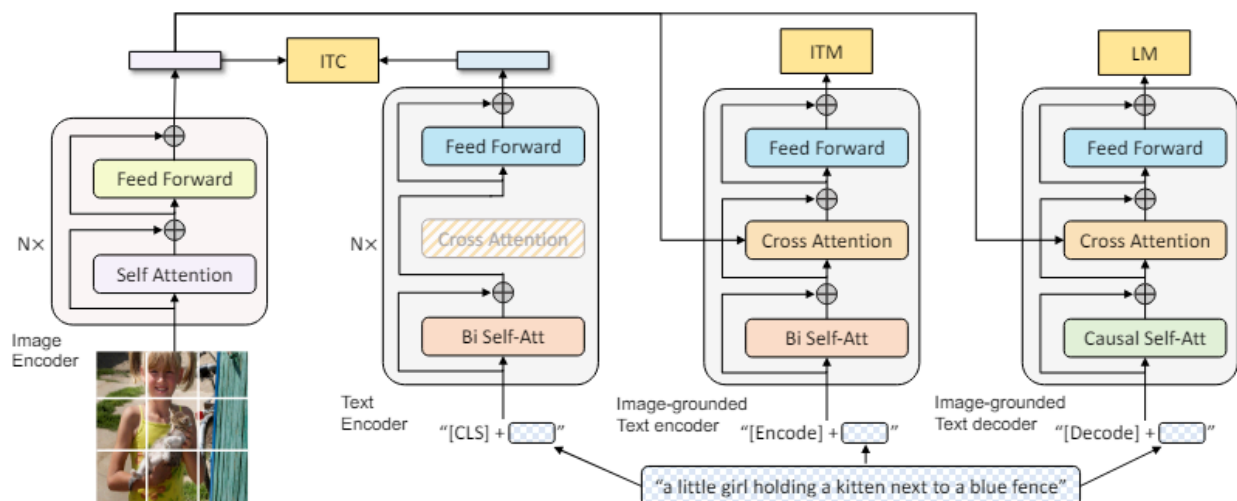 ITC
ITM
LM
Feed Forward
Self Attention
N×
Image
Encoder
Feed Forward
Cross Attention
Bi Self-Att
N×
Text
Encoder
"[CLS] + "
Feed Forward
Cross Attention
Bi Self-Att
Image-grounded
Text encoder
"[Encode] + "
Feed Forward
Cross Attention
Causal Self-Att
Image-grounded
Text decoder
"[Decode] + "
"a little girl holding a kitten next to a blue fence"